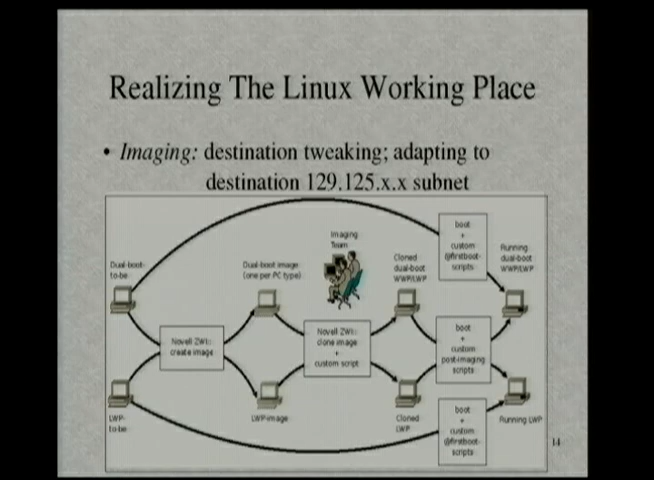 Realizing The Linux Working Place
• Imaging: destination tweaking; adapting to
destination 129.125.x.x subnet
boot
+
custom
@firstboot-
scripts
Imaging
Team
Dual-boot-
to-be
Dual-boot image
(one per PC type)
Cloned
dual-boot
WWP/LWP
Running
dual-boot
WWP/LWP
Novell ZWI:
create image
Novell ZWI:
clone image
+
custom script
boot
+
custom
post-imaging
scripts
LWP-
to-be
LWP-image
Cloned
LWP
boot
+
custom
@firstboot-
scripts
Running LWP
14